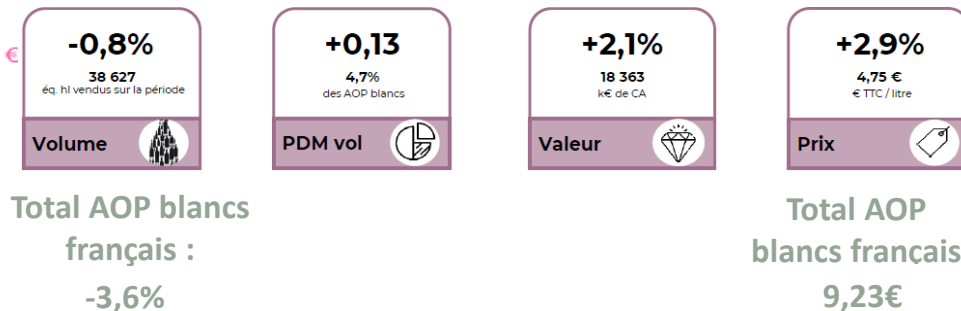 €
-0,8%
38 627
éq. hl vendus sur la période
Volume
+0,13
4,7%
des AOP blancs
PDM vol
+2,1%
18 363
k€ de CA
Valeur
+2,9%
4,75 €
€ TTC / litre
Prix
Total AOP blancs
français :
-3,6%
Total AOP
blancs français
9,23€